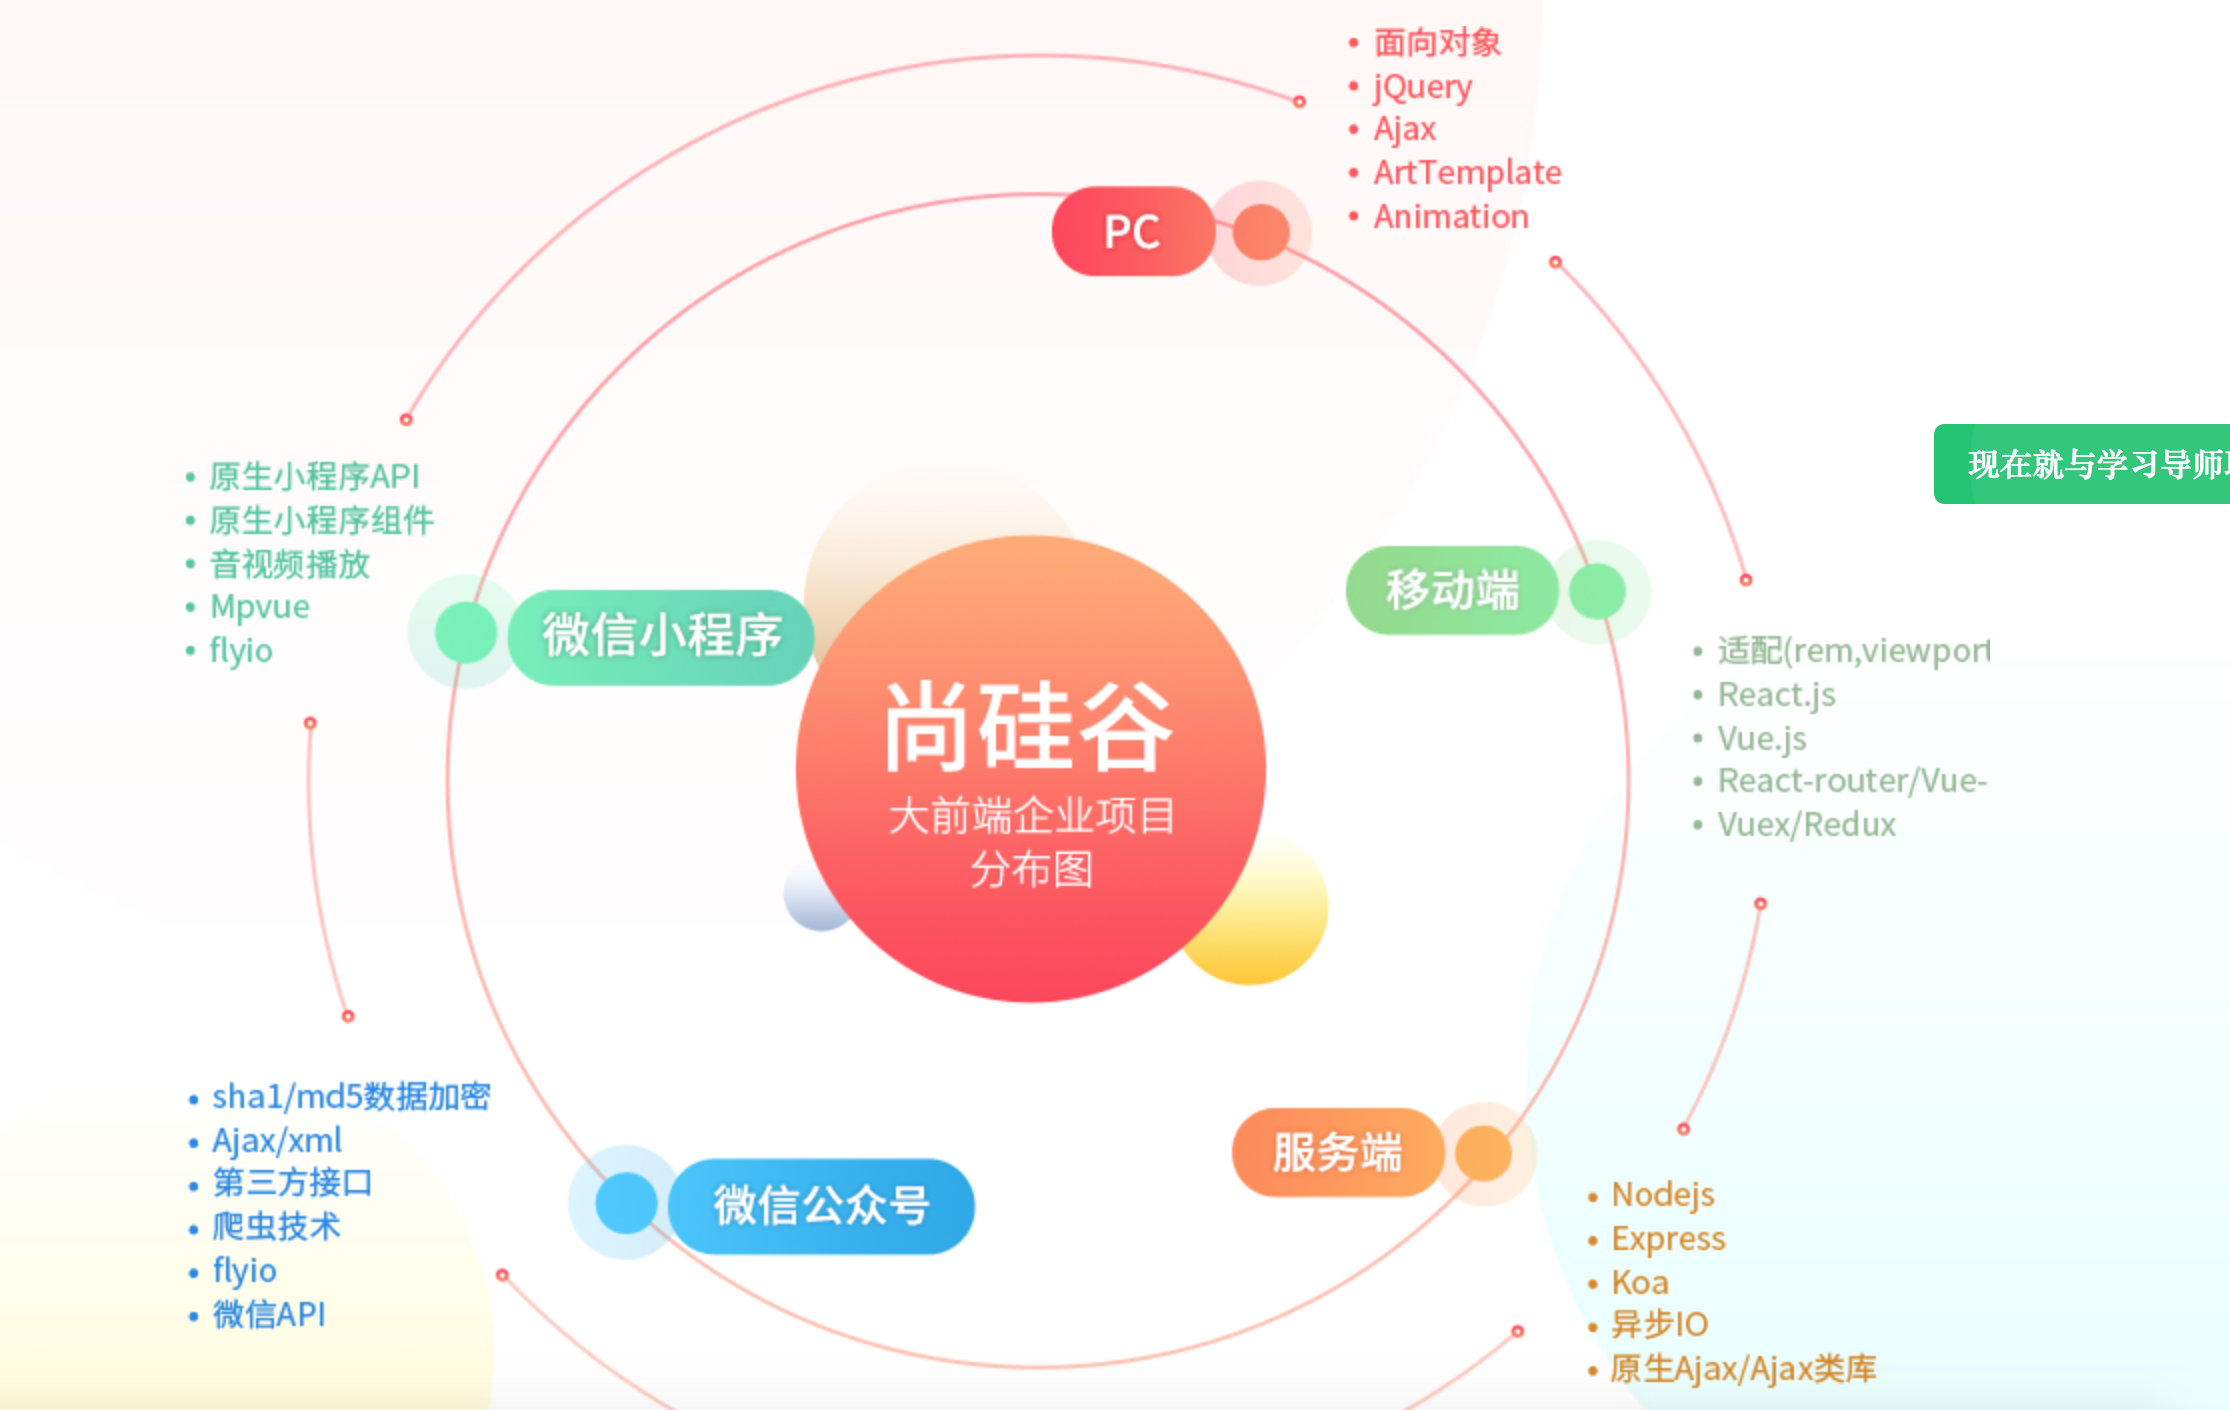 面向对象
jQuery
Ajax
ArtTemplate
Animation
PC
原生小程序API
原生小程序组件
音视频播放
Mpvue
flyio
微信小程序
移动端
现在就与学习导师
适配(rem,viewport
React.js
Vue.js
React-router/Vue-
Vuex/Redux
尚硅谷
大前端企业项目
分布图
sha1/md5数据加密
Ajax/xml
第三方接口
爬虫技术
flyio
微信API
微信公众号
服务端
Nodejs
Express
Koa
异步IO
原生Ajax/Ajax类库